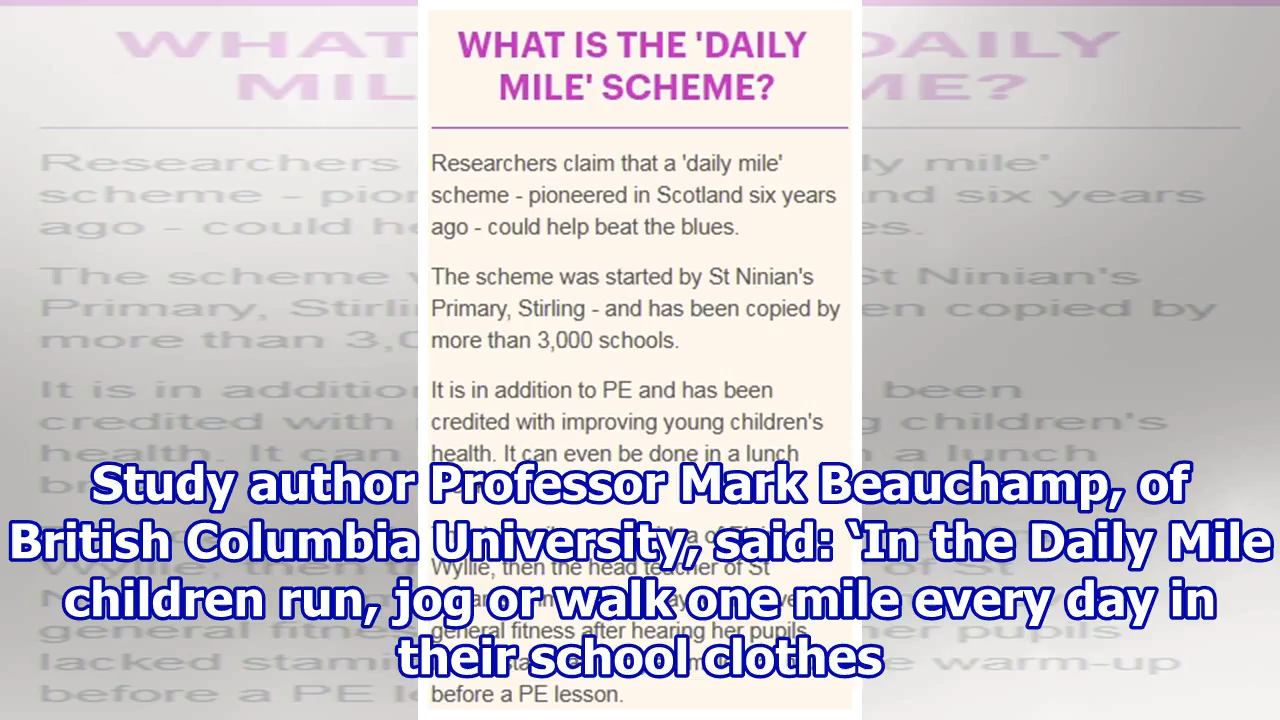 WHAT IS THE 'DAILY
MILE' SCHEME?
Researchers claim that a 'daily mile'
scheme - pioneered in Scotland six years
ago - could help beat the blues.
The scheme was started by St Ninian's
Primary, Stirling - and has been copied by
more than 3,000 schools.
It is in addition to PE and has been
credited with improving young children's
health. It can even be done in a lunch
Wyllie, then the head teacher of St
general fitness after hearing her pupils
before a PE lesson.
Study author Professor Mark Beauchamp, of
British Columbia University, said: ‘In the Daily Mile
children run, jog or walk one mile every day in
their school clothes